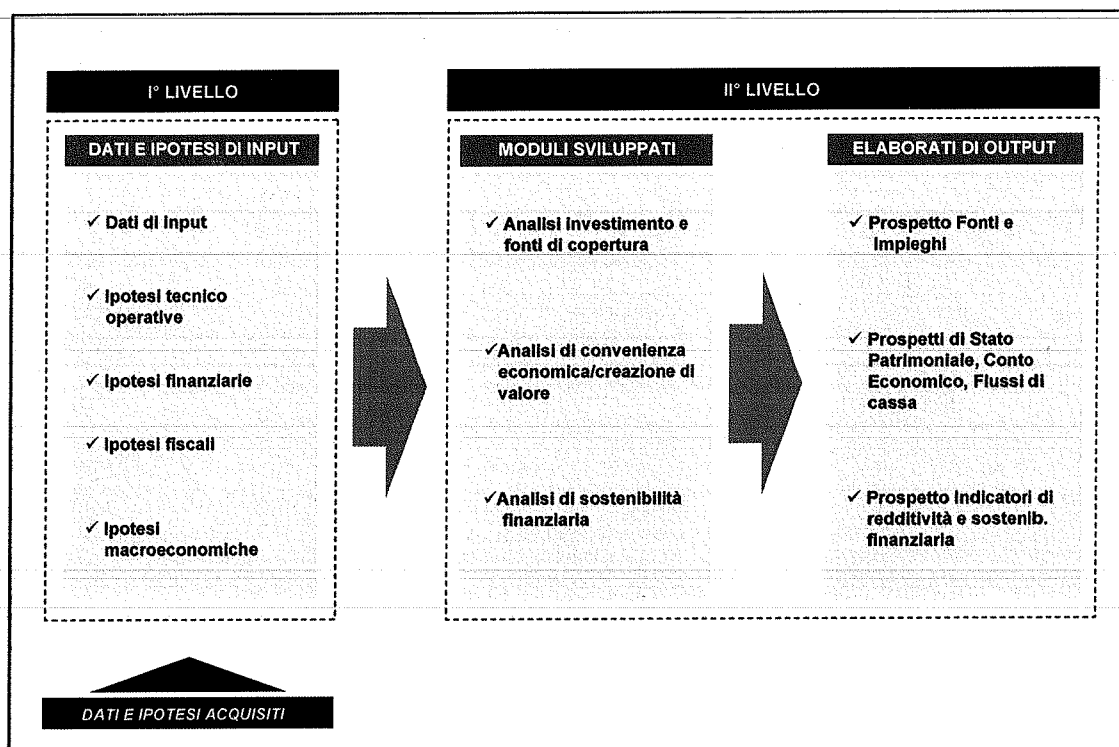 I° LIVELLO
II° LIVELLO
DATI E IPOTESI DI INPUT
✓ Dati di input
✓ Ipotesi tecnico
operative
✓ Ipotesi finanziarie
✓ Ipotesi fiscali
✓ Ipotesi
macroeconomiche
MODULI SVILUPPATI
✓ Analisi investimento e
fonti di copertura
✓Analisi di convenienza
economica/creazione di
valore
✓Analisi di sostenibilità
finanziaria
ELABORATI DI OUTPUT
✓ Prospetto Fonti e
Impieghi
✓ Prospetti di Stato
Patrimoniale, Conto
Economico, Flussi di
cassa
✓ Prospetto indicatori di
redditività e sostenib.
finanziaria
DATI E IPOTESI ACQUISITI